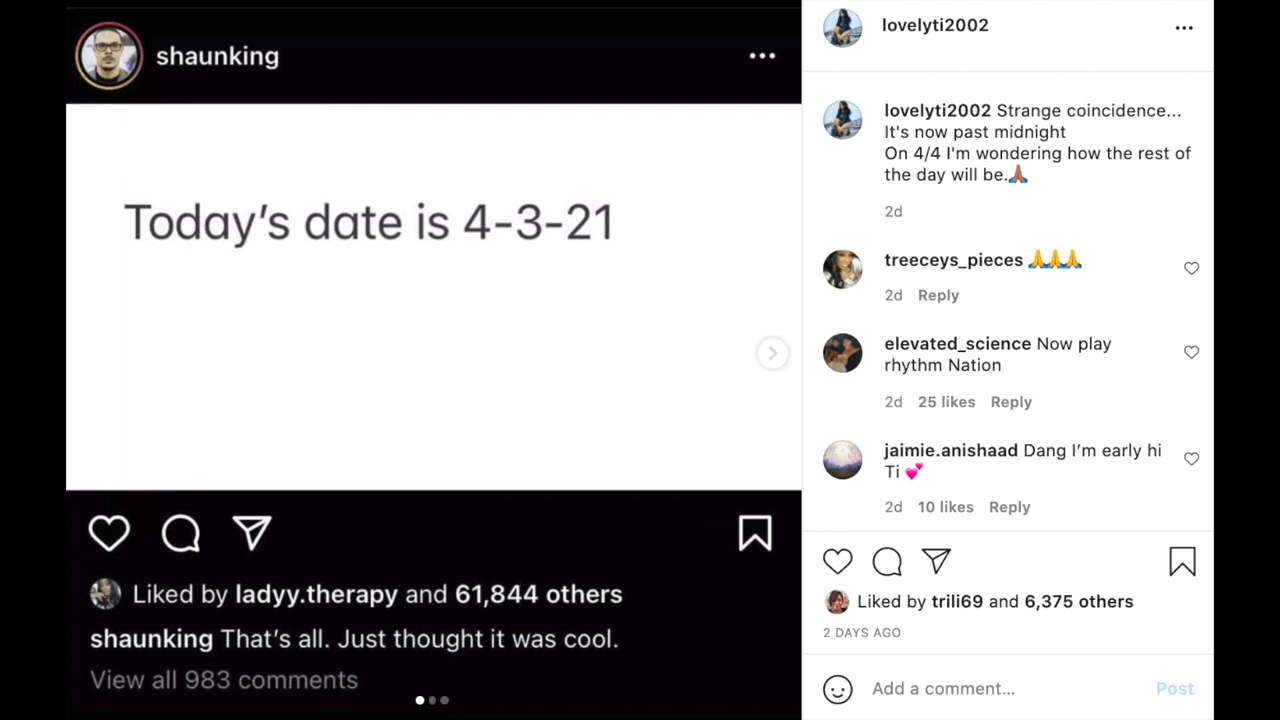 shaunking
Today's date is 4-3-21
Liked by ladyy.therapy and 61,844 others
shaunking That's all. Just thought it was cool.
View all 983 comments
lovelyti2002
lovelyti2002 Strange coincidence...
It's now past midnight
On 4/4 I'm wondering how the rest of
the day will be.🙏🏽
2d
treeceys_pieces 🙏🙏🙏
2d Reply
elevated_science Now play
rhythm Nation
2d 25 likes Reply
jaimie.anishaad Dang I'm early hi
Ti 💕
2d 10 likes Reply
Liked by trili69 and 6,375 others
2 DAYS AGO
Add a comment... Post